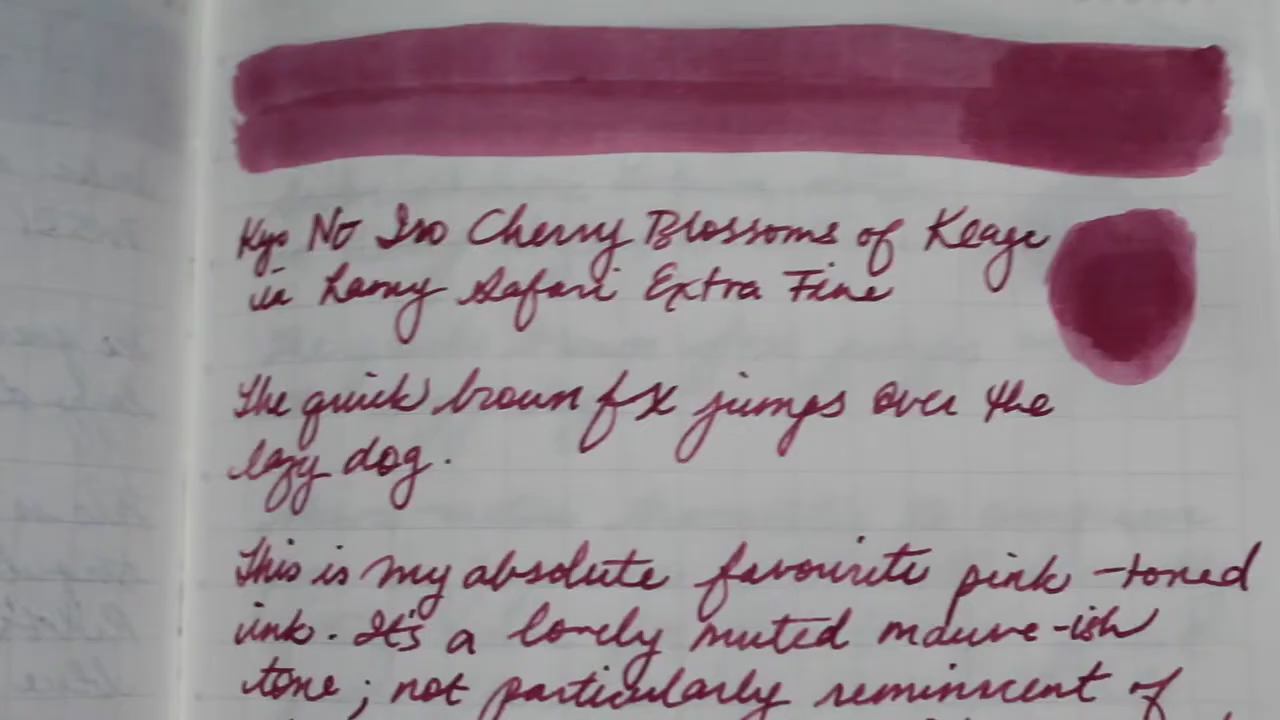 Kyo No Iro Cherry Blossoms of Keage
in Lamy Safari Extra Fine
The quick brown fox jumps over the
lazy dog.
This is my absolute favourite pink-toned
ink. It's a lovely muted mauve-ish
tone; not particularly reminiscent of